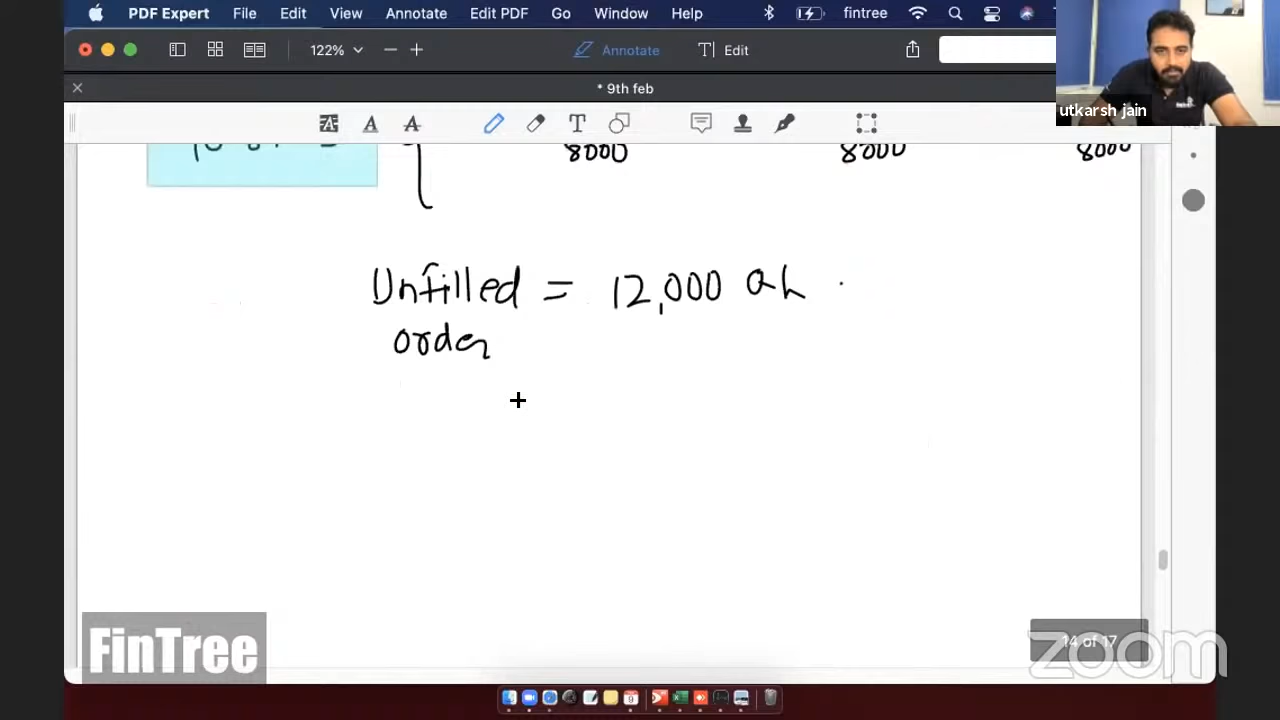 PDF Expert File Edit View Annotate Edit PDF Go Window Help fintree
122% Annotate T| Edit
* 9th feb
utkarsh jain
8000 8000 8000
Unfilled = 12,000 @
order
14 of 17
FinTree
zoom